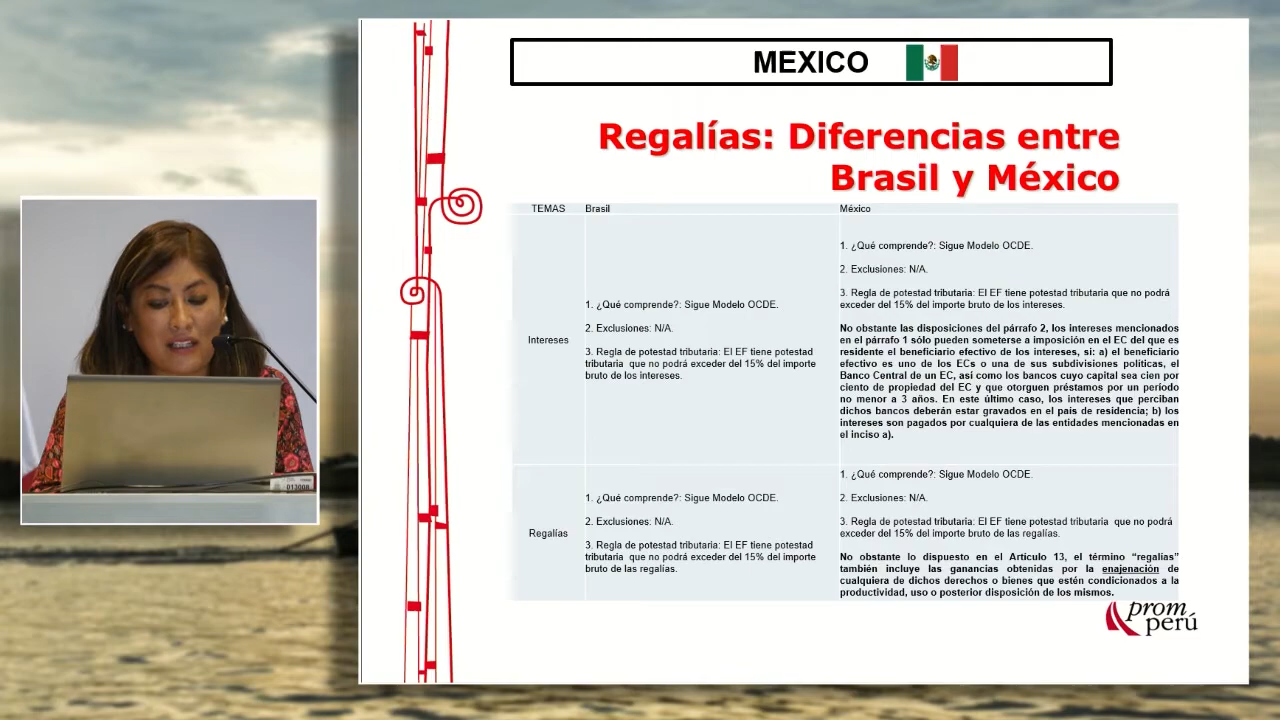 MEXICO
Regalías: Diferencias entre
Brasil y México
TEMAS
Brasil
México
Intereses
1. ¿Qué comprende?: Sigue Modelo OCDE.
2. Exclusiones: N/A.
3. Regla de potestad tributaria: El EF tiene potestad
tributaria que no podrá exceder del 15% del importe
bruto de los intereses.
1. ¿Qué comprende?: Sigue Modelo OCDE.
2. Exclusiones: N/A.
3. Regla de potestad tributaria: El EF tiene potestad tributaria que no podrá
exceder del 15% del importe bruto de los intereses.
No obstante las disposiciones del párrafo 2, los intereses mencionados
en el párrafo 1 sólo pueden someterse a imposición en el EC del que es
residente el beneficiario efectivo de los intereses, si: a) el beneficiario
efectivo es uno de los ECs o una de sus subdivisiones políticas, el
Banco Central de un EC, así como los bancos cuyo capital sea cien por
ciento de propiedad del EC y que otorguen préstamos por un período
no menor a 3 años. En este último caso, los intereses que perciban
dichos bancos deberán estar gravados en el país de residencia; b) los
intereses son pagados por cualquiera de las entidades mencionadas en
el inciso a).
Regalías
1. ¿Qué comprende?: Sigue Modelo OCDE.
2. Exclusiones: N/A.
3. Regla de potestad tributaria: El EF tiene potestad
tributaria que no podrá exceder del 15% del importe
bruto de las regalías.
1. ¿Qué comprende?: Sigue Modelo OCDE.
2. Exclusiones: N/A.
3. Regla de potestad tributaria: El EF tiene potestad tributaria que no podrá
exceder del 15% del importe bruto de las regalías.
No obstante lo dispuesto en el Artículo 13, el término “regalías”
también incluye las ganancias obtenidas por la enajenación de
cualquiera de dichos derechos o bienes que estén condicionados a la
productividad, uso o posterior disposición de los mismos.
prom
perú